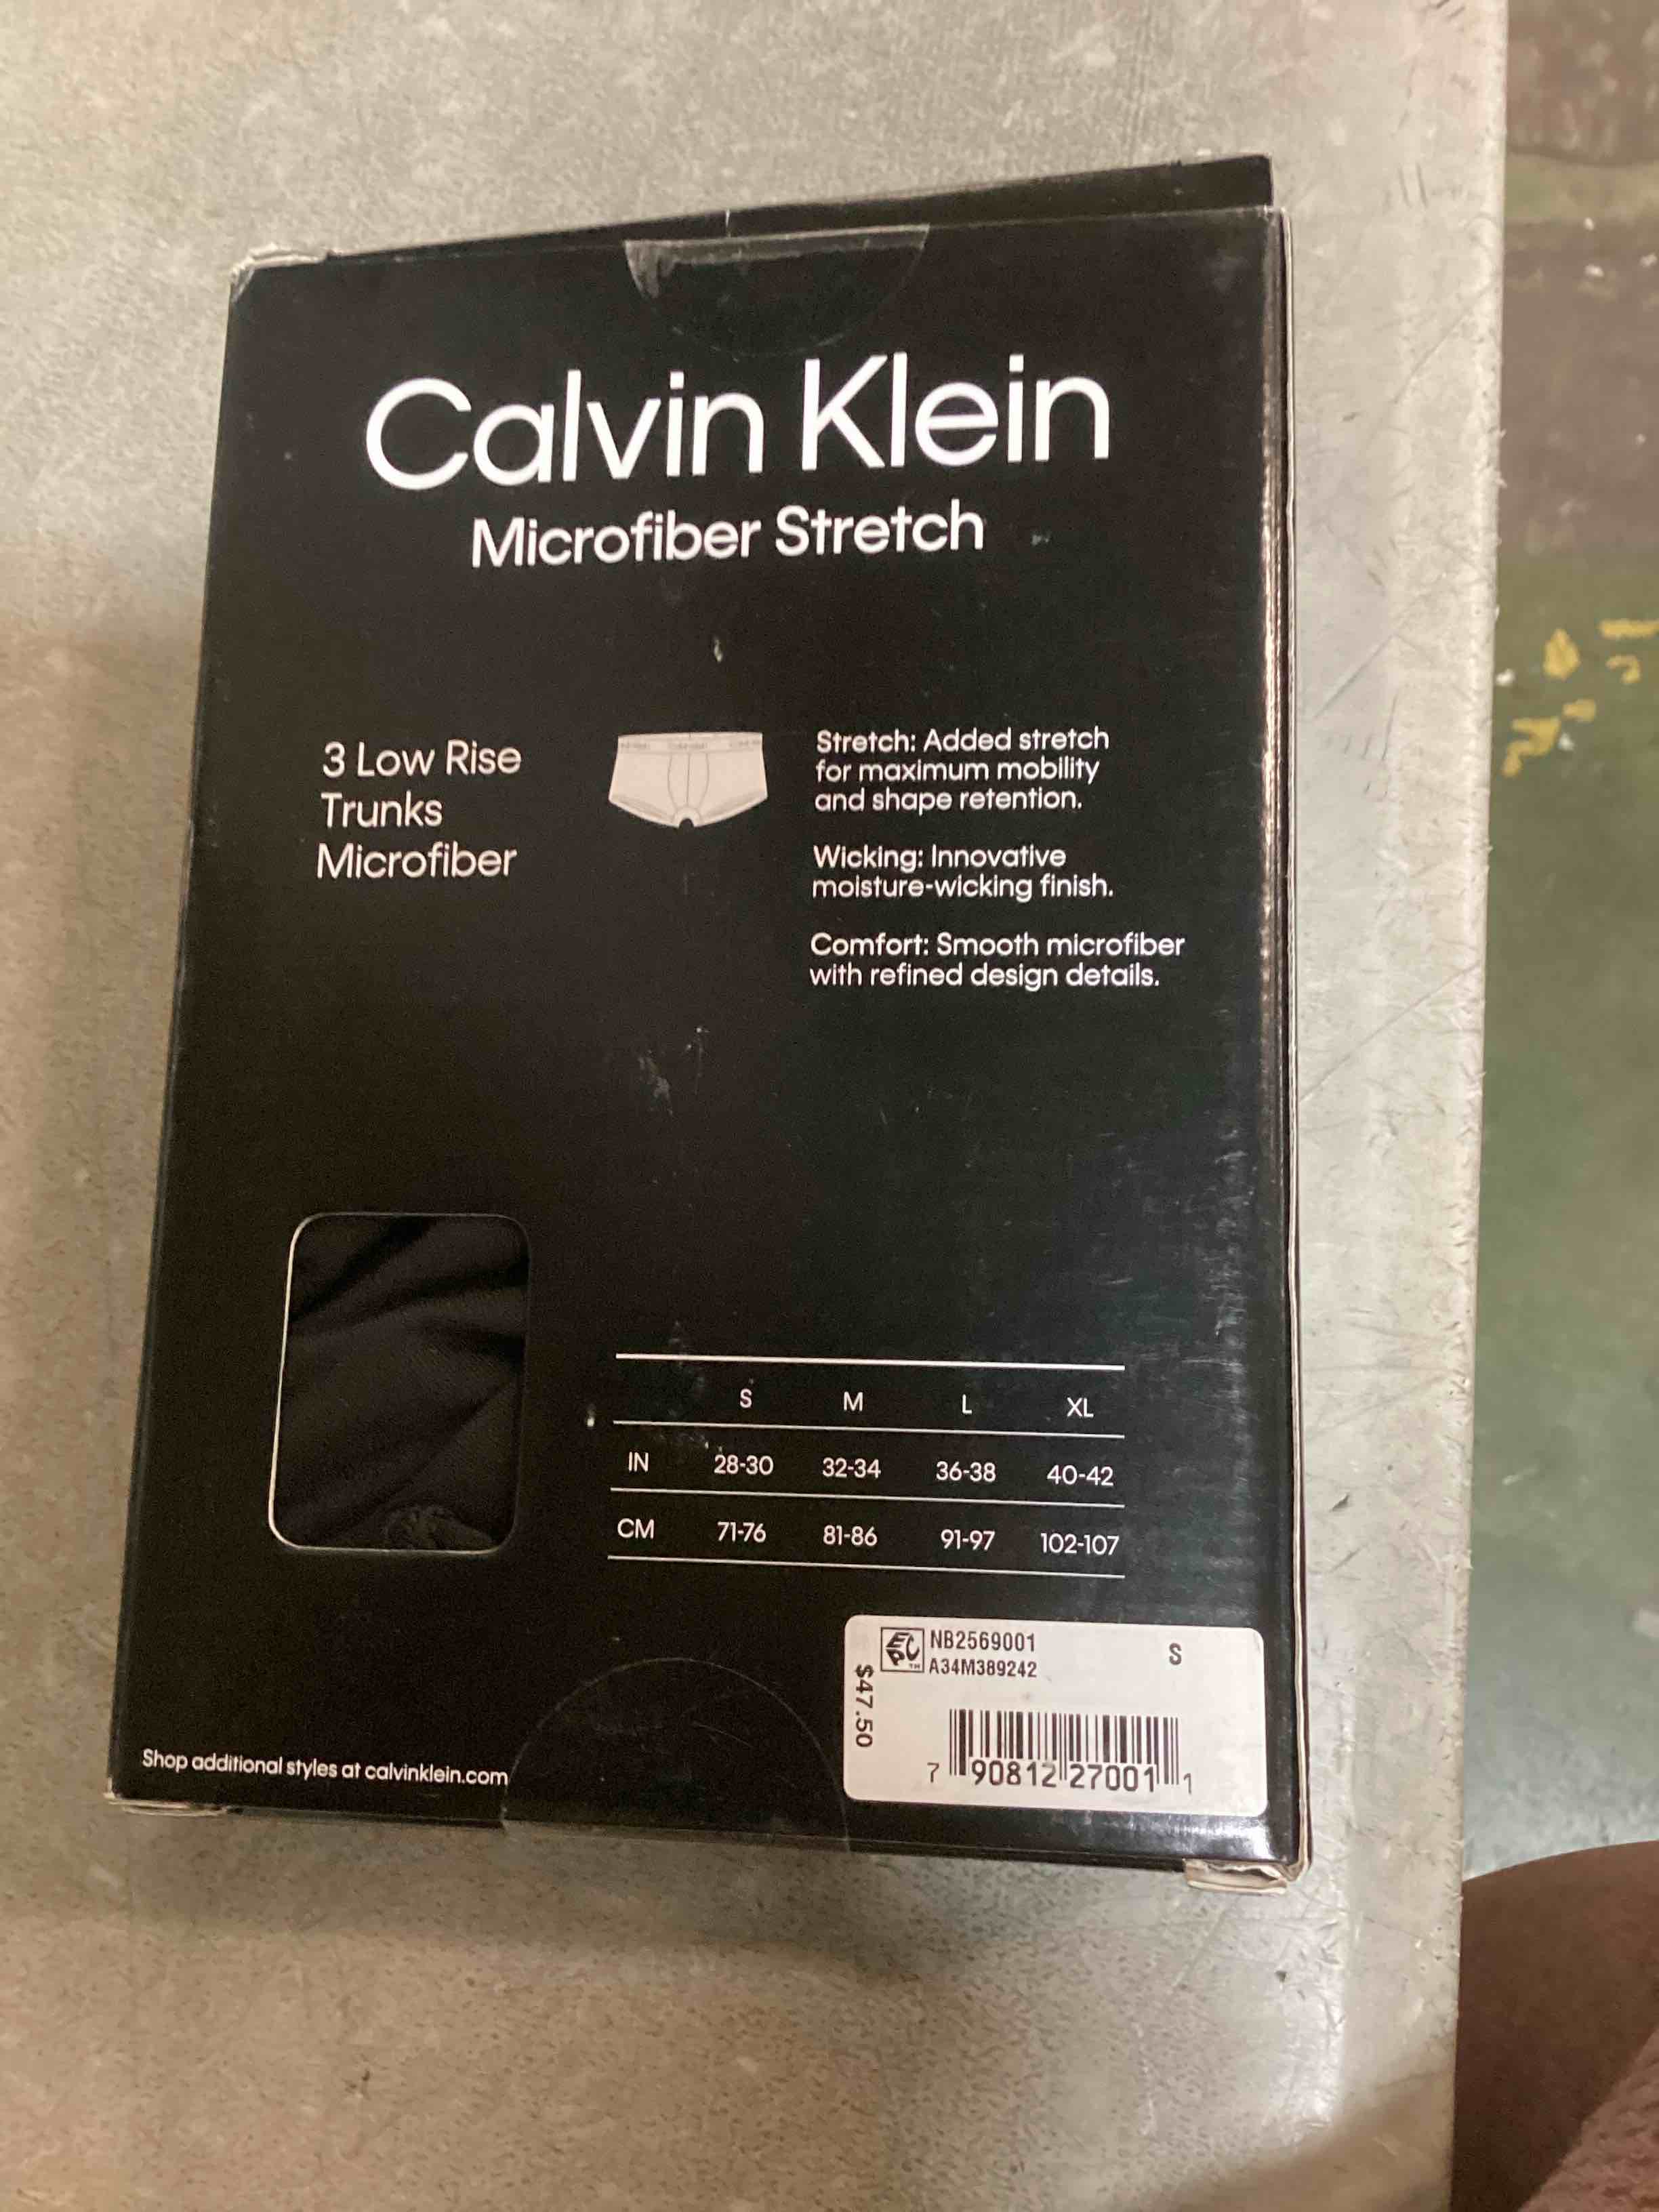 Calvin Klein
Microfiber Stretch
3 Low Rise
Trunks
Microfiber
Stretch: Added stretch
for maximum mobility
and shape retention.
Wicking: Innovative
moisture-wicking finish.
Comfort: Smooth microfiber
with refined design details.
S M L XL
IN 28-30 32-34 36-38 40-42
CM 71-76 81-86 91-97 102-107
EPC TM
NB2569001 S
A34M389242
$47.50
7 90812 27001 1
Shop additional styles at calvinklein.com